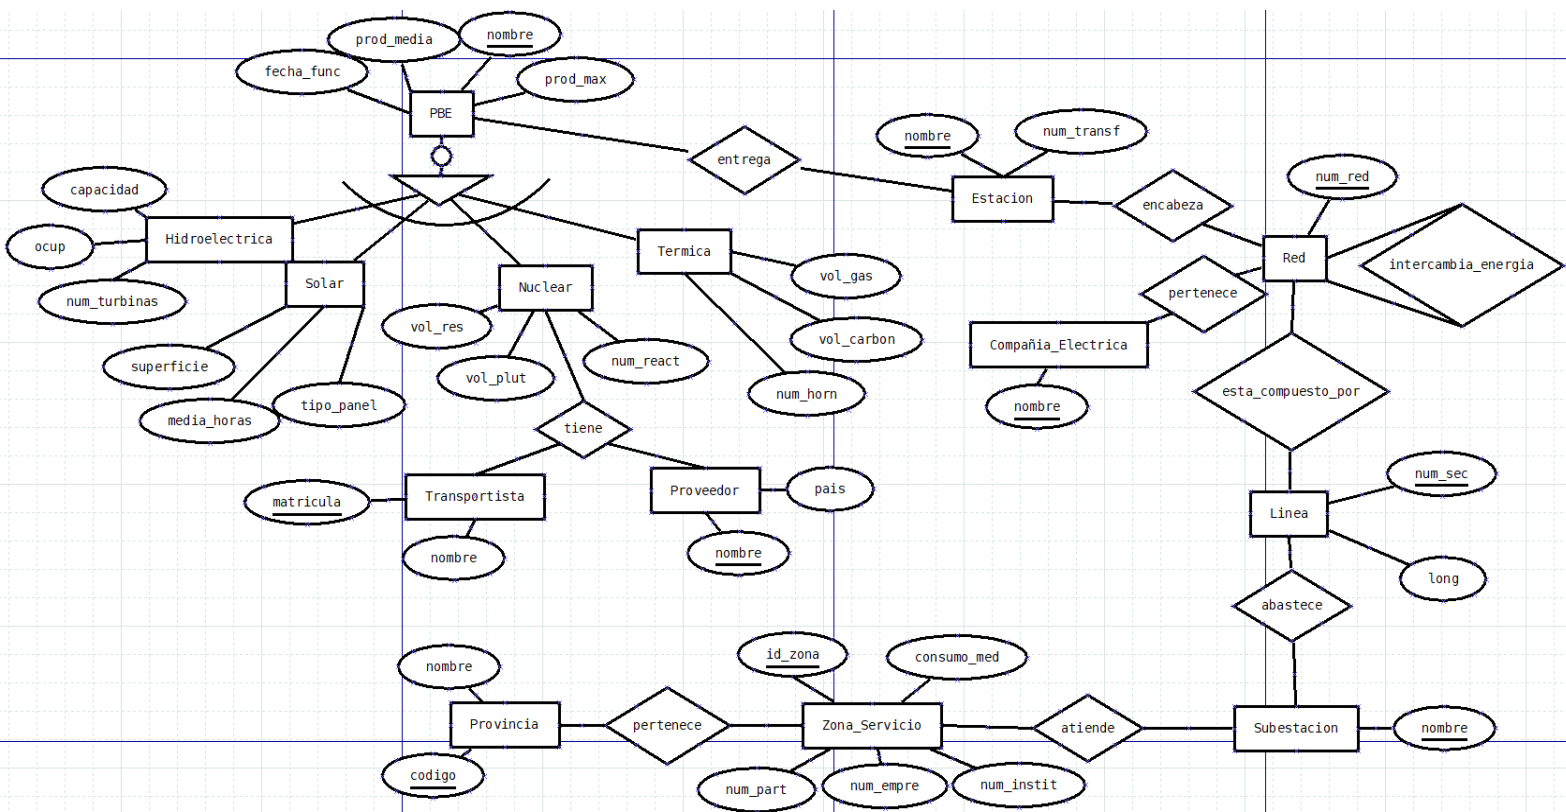 prod_media
nombre
fecha_func
prod_max
PBE
entrega
nombre
num_transf
Estacion
encabeza
num_red
Red
intercambia_energia
pertenece
Compañia_Electrica
nombre
capacidad
ocup
Hidroelectrica
num_turbinas
Solar
superficie
media_horas
tipo_panel
Nuclear
vol_res
vol_plut
num_react
Termica
vol_gas
vol_carbon
num_horn
tiene
Transportista
matricula
nombre
Proveedor
pais
nombre
esta_compuesto_por
num_sec
Linea
long
abastece
nombre
Provincia
codigo
pertenece
id_zona
consumo_med
Zona_Servicio
num_part
num_empre
num_instit
atiende
Subestacion
nombre